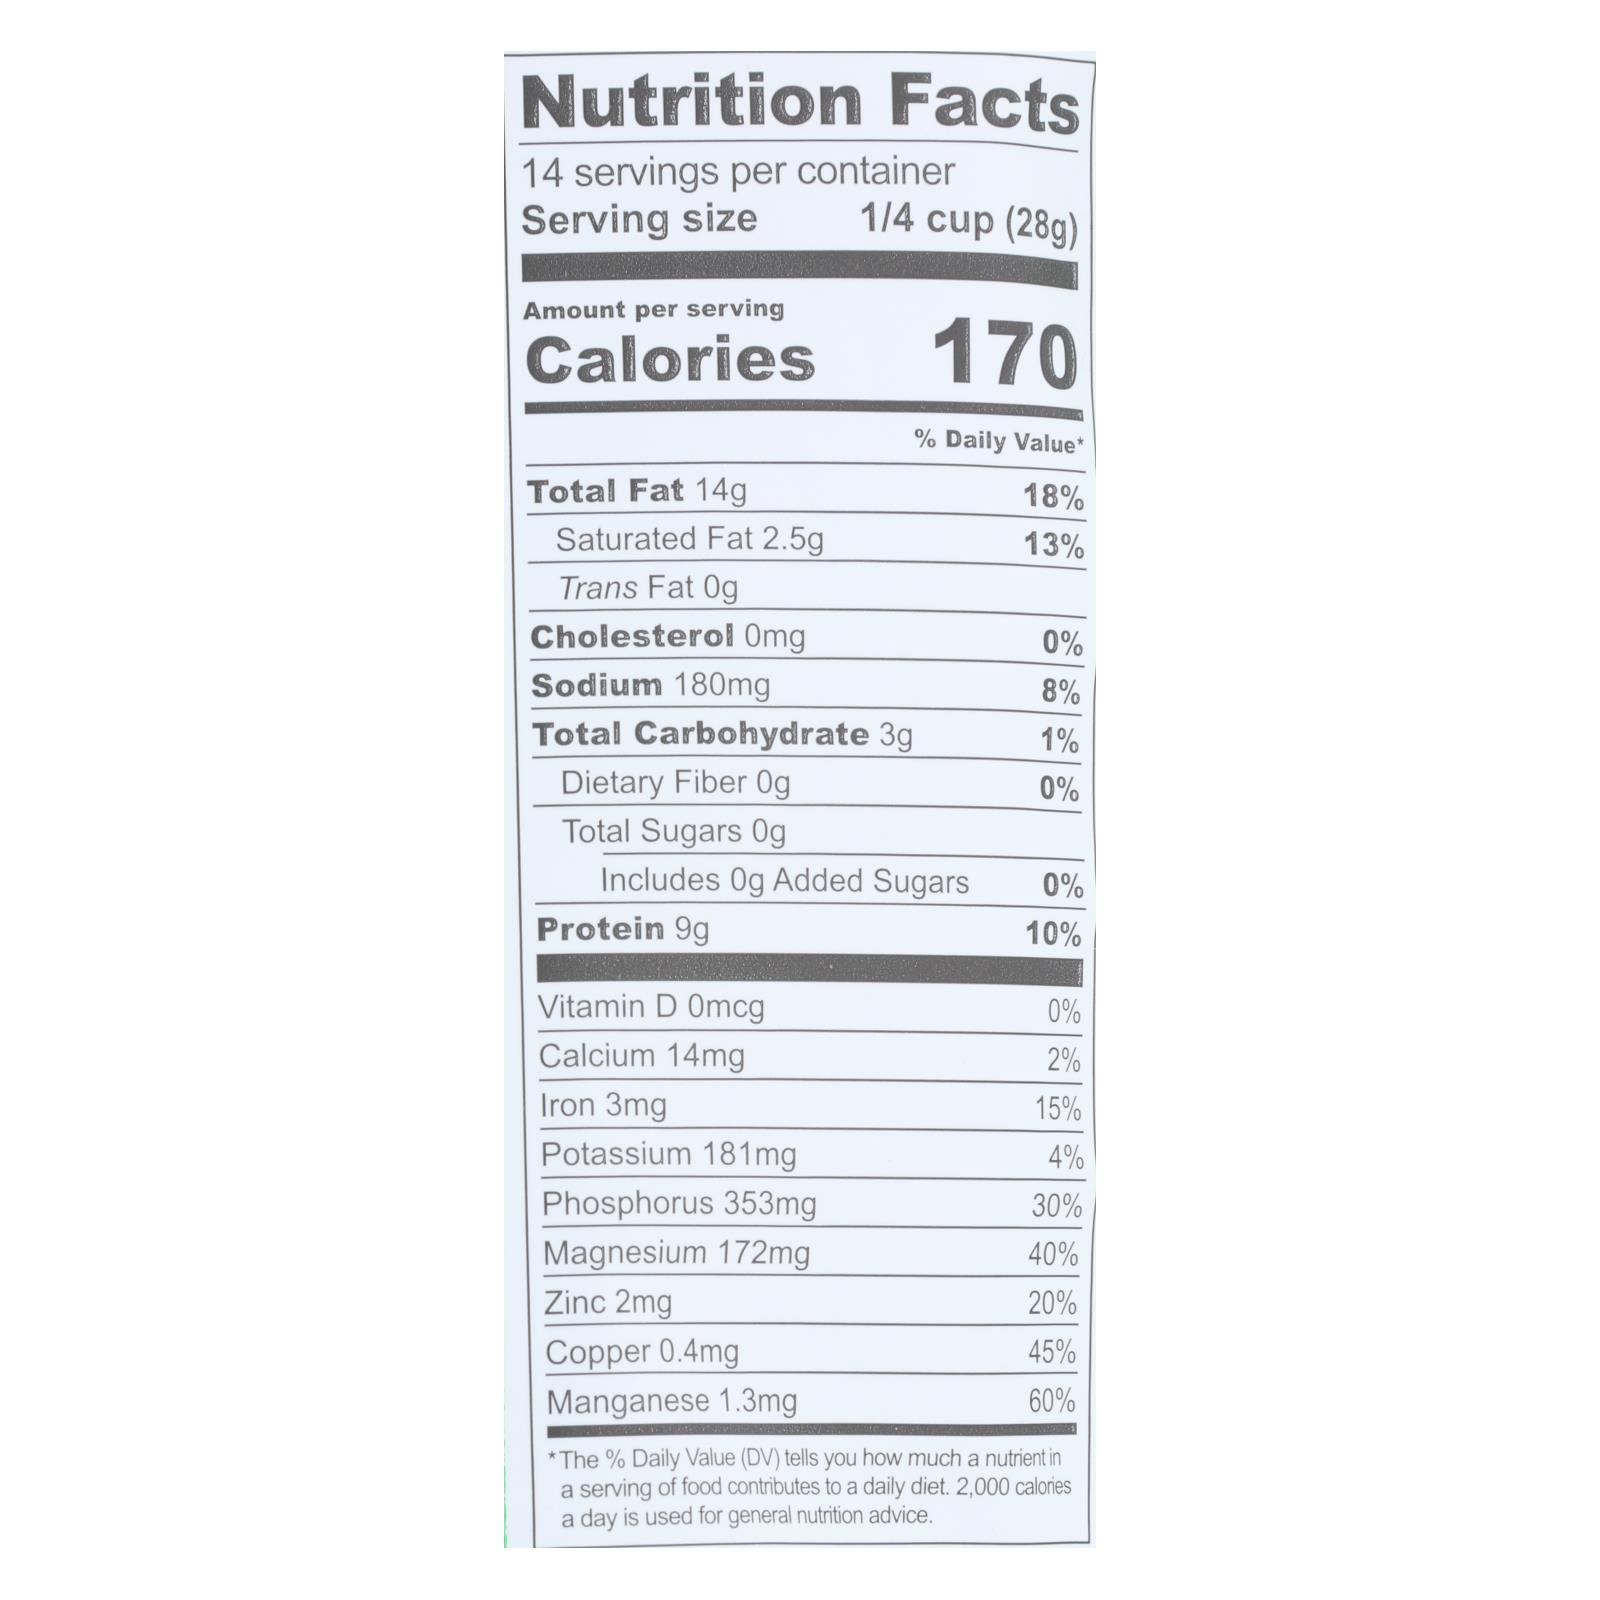 Nutrition Facts
14 servings per container
Serving size 1/4 cup (28g)
Amount per serving
Calories 170
% Daily Value*
Total Fat 14g 18%
Saturated Fat 2.5g 13%
Trans Fat 0g
Cholesterol 0mg 0%
Sodium 180mg 8%
Total Carbohydrate 3g 1%
Dietary Fiber 0g 0%
Total Sugars 0g
Includes 0g Added Sugars 0%
Protein 9g 10%
Vitamin D 0mcg 0%
Calcium 14mg 2%
Iron 3mg 15%
Potassium 181mg 4%
Phosphorus 353mg 30%
Magnesium 172mg 40%
Zinc 2mg 20%
Copper 0.4mg 45%
Manganese 1.3mg 60%
*The % Daily Value (DV) tells you how much a nutrient in
a serving of food contributes to a daily diet. 2,000 calories
a day is used for general nutrition advice.